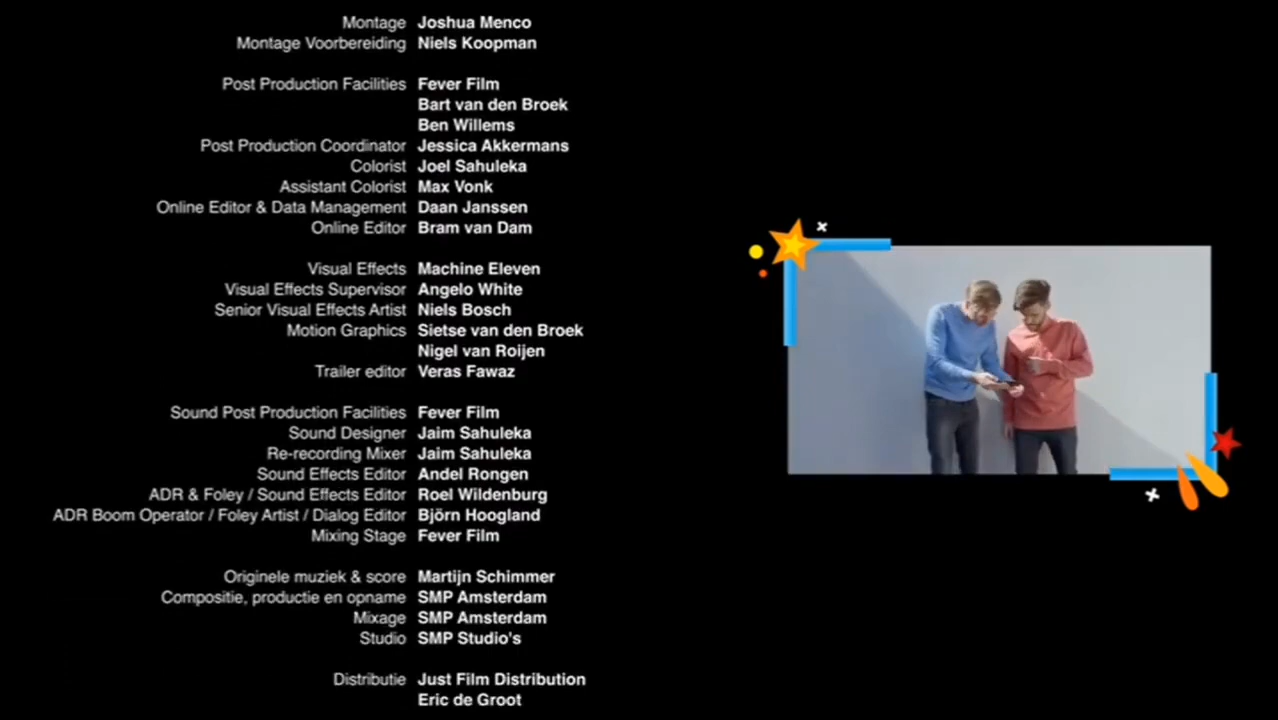 Montage Joshua Menco
Montage Voorbereiding Niels Koopman
Post Production Facilities Fever Film
Bart van den Broek
Ben Willems
Post Production Coordinator Jessica Akkermans
Colorist Joel Sahuleka
Assistant Colorist Max Vonk
Online Editor & Data Management Daan Janssen
Online Editor Bram van Dam
Visual Effects Machine Eleven
Visual Effects Supervisor Angelo White
Senior Visual Effects Artist Niels Bosch
Motion Graphics Sietse van den Broek
Nigel van Roijen
Trailer editor Veras Fawaz
Sound Post Production Facilities Fever Film
Sound Designer Jaim Sahuleka
Re-recording Mixer Jaim Sahuleka
Sound Effects Editor Andel Rongen
ADR & Foley / Sound Effects Editor Roel Wildenburg
ADR Boom Operator / Foley Artist / Dialog Editor Björn Hoogland
Mixing Stage Fever Film
Originele muziek & score Martijn Schimmer
Compositie, productie en opname SMP Amsterdam
Mixage SMP Amsterdam
Studio SMP Studio's
Distributie Just Film Distribution
Eric de Groot